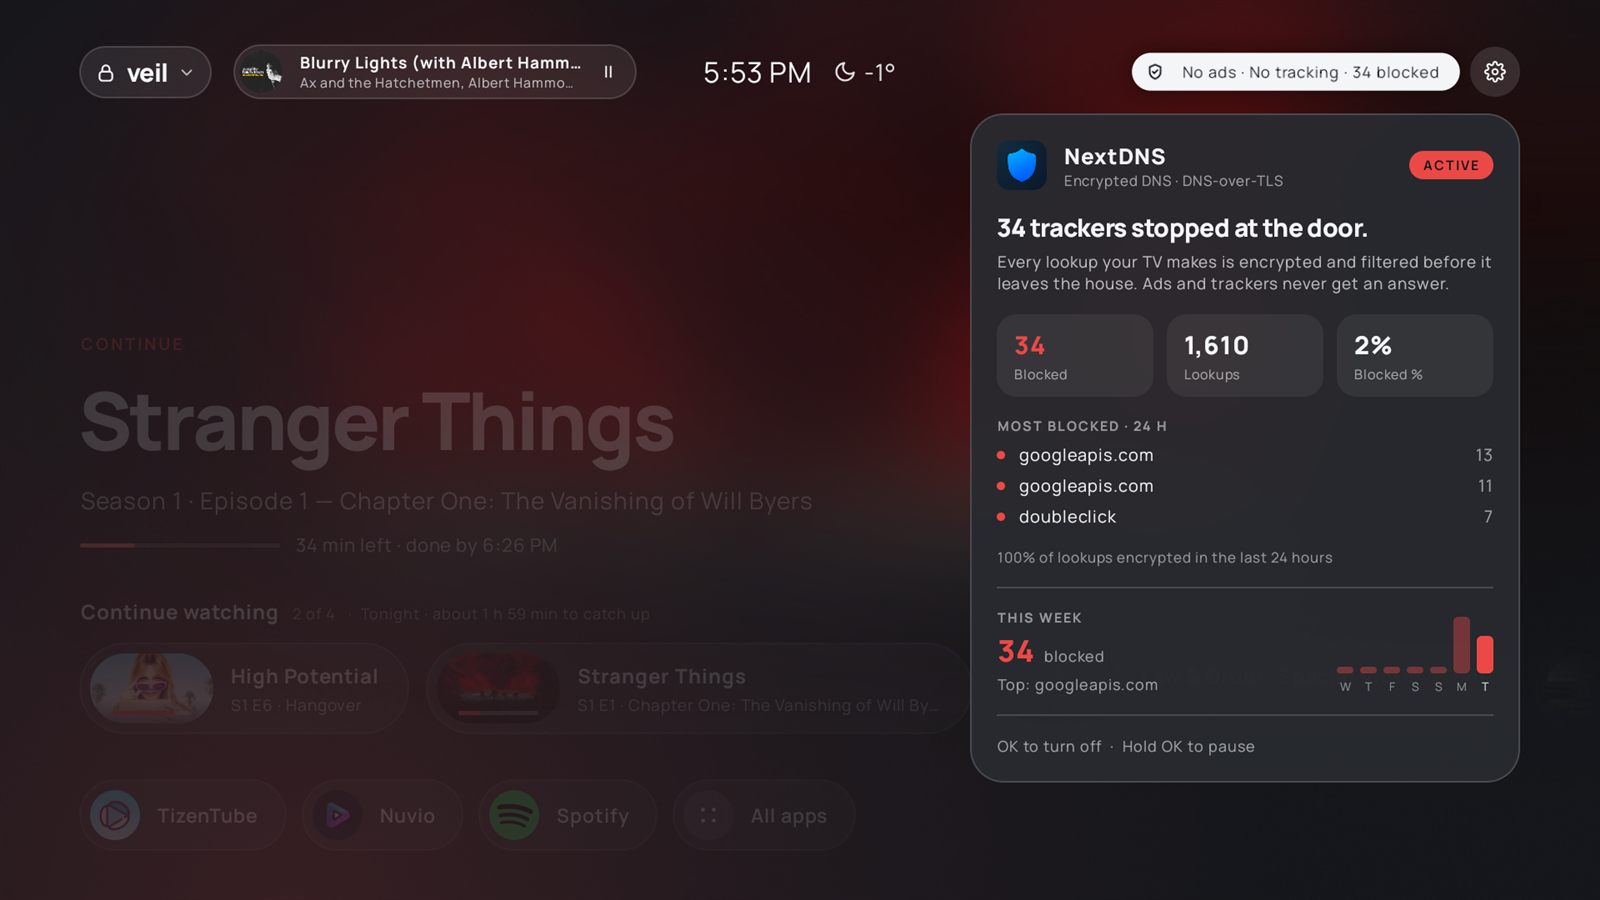 veil
Blurry Lights (with Albert Hamm...
Ax and the Hatchetmen, Albert Hammo...
5:53 PM -1°
No ads · No tracking · 34 blocked
NextDNS
Encrypted DNS · DNS-over-TLS
ACTIVE
34 trackers stopped at the door.
Every lookup your TV makes is encrypted and filtered before it
leaves the house. Ads and trackers never get an answer.
34
Blocked
1,610
Lookups
2%
Blocked %
MOST BLOCKED · 24 H
googleapis.com 13
googleapis.com 11
doubleclick 7
100% of lookups encrypted in the last 24 hours
THIS WEEK
34 blocked
Top: googleapis.com
W T F S S M T
OK to turn off · Hold OK to pause
CONTINUE
Stranger Things
Season 1 · Episode 1 — Chapter One: The Vanishing of Will Byers
34 min left · done by 6:26 PM
Continue watching 2 of 4 · Tonight · about 1 h 59 min to catch up
High Potential
S1 E6 · Hangover
Stranger Things
S1 E1 · Chapter One: The Vanishing of Will By...
TizenTube
Nuvio
Spotify
All apps